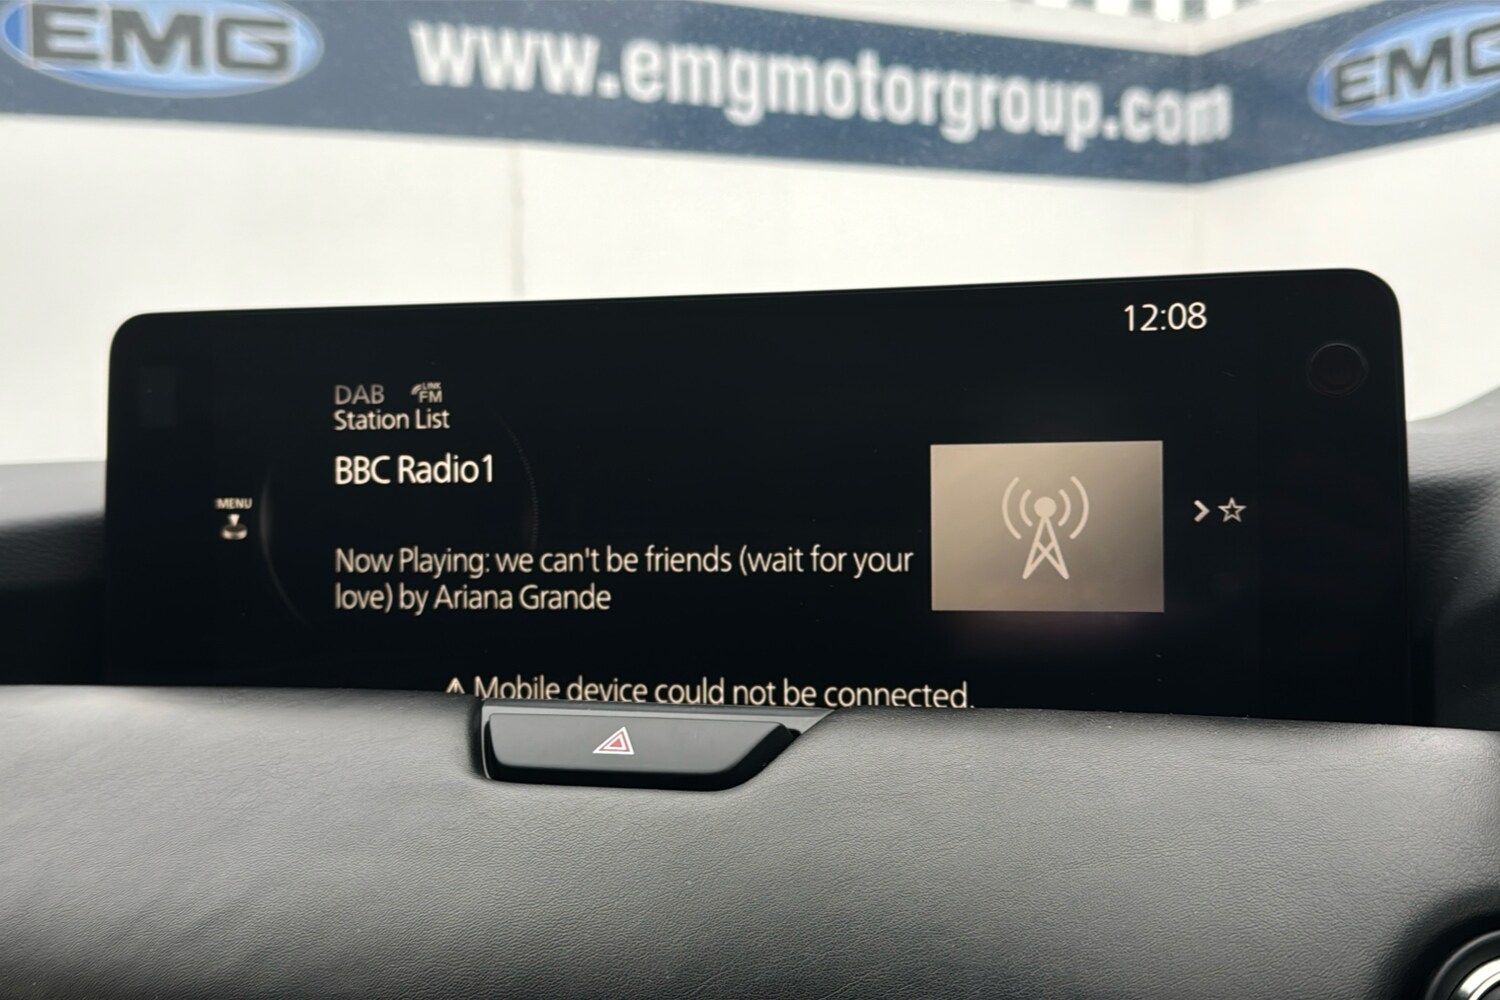 EMG
www.emgmotorgroup.com
EMG
12:08
DAB
LINK
FM
Station List
BBC Radio1
MENU
Now Playing: we can't be friends (wait for your
love) by Ariana Grande
Mobile device could not be connected.